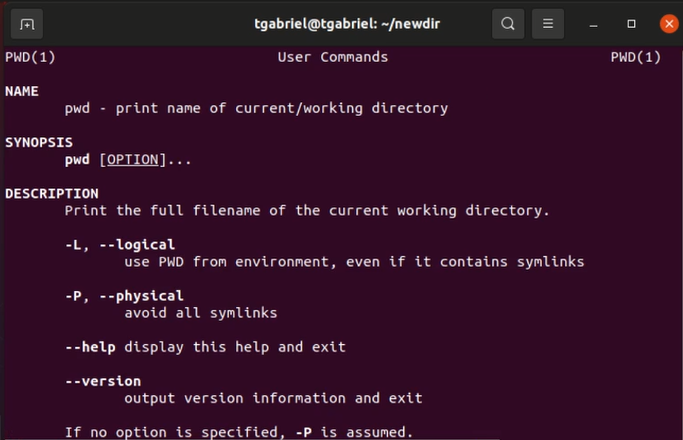 tgabriel@tgabriel: ~/newdir
PWD(1) User Commands PWD(1)
NAME
pwd - print name of current/working directory
SYNOPSIS
pwd [OPTION]...
DESCRIPTION
Print the full filename of the current working directory.
-L, --logical
use PWD from environment, even if it contains symlinks
-P, --physical
avoid all symlinks
--help display this help and exit
--version
output version information and exit
If no option is specified, -P is assumed.